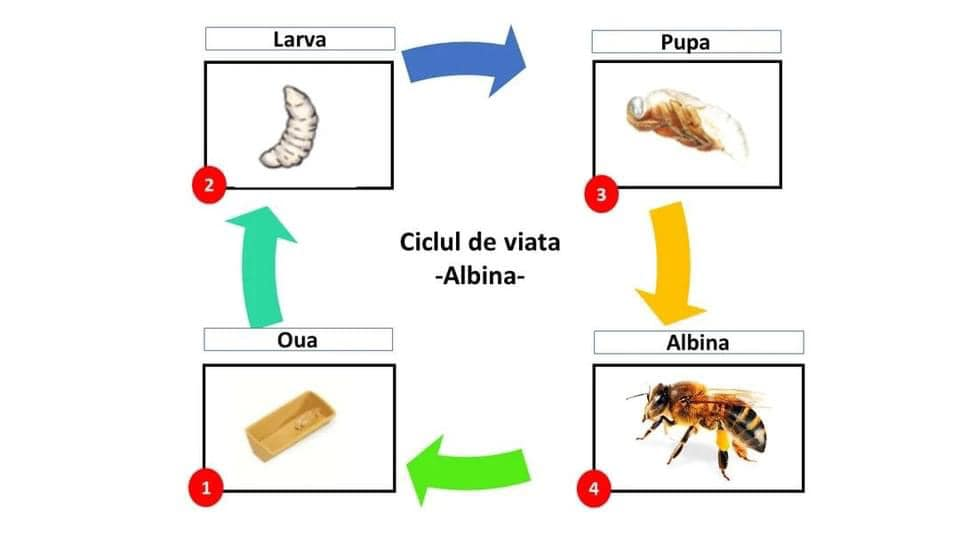 Larva
Pupa
2
3
Ciclul de viata
-Albina-
Oua
Albina
1
4